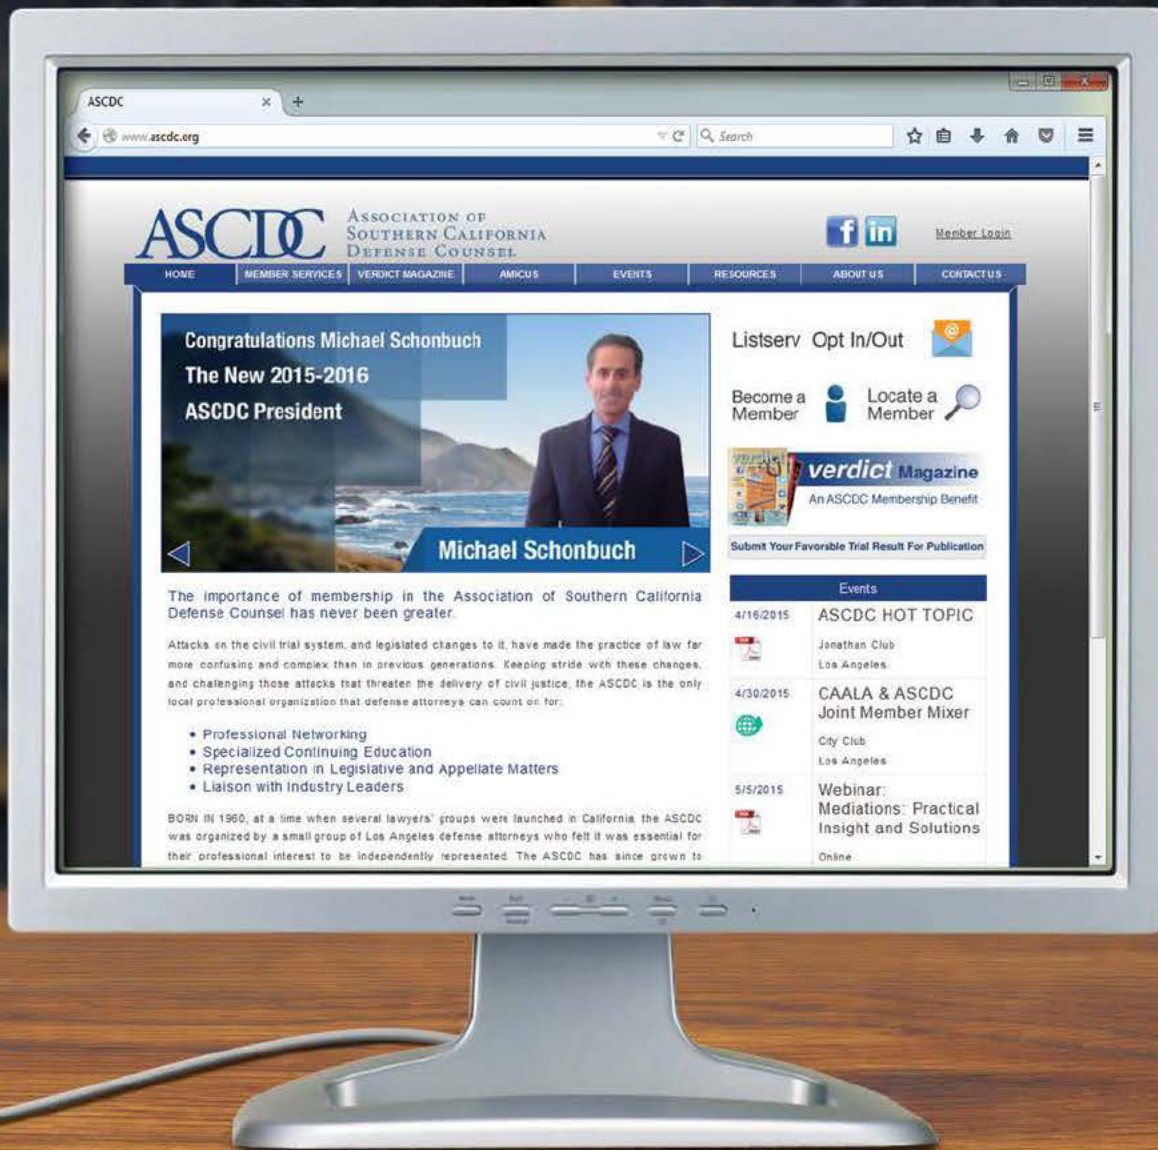 ASCDC
www.ascdc.org
Search
ASCDC
ASSOCIATION OF
SOUTHERN CALIFORNIA
DEFENSE COUNSEL
f in
Member Login
HOME MEMBER SERVICES VERDICT MAGAZINE AMICUS EVENTS RESOURCES ABOUT US CONTACT US
Congratulations Michael Schonbuch
The New 2015-2016
ASCDC President
Michael Schonbuch
The importance of membership in the Association of Southern California
Defense Counsel has never been greater.
Attacks on the civil trial system, and legislated changes to it, have made the practice of law far
more confusing and complex than in previous generations. Keeping stride with these changes,
and challenging those attacks that threaten the delivery of civil justice, the ASCDC is the only
local professional organization that defense attorneys can count on for:
• Professional Networking
• Specialized Continuing Education
• Representation in Legislative and Appellate Matters
• Liaison with Industry Leaders
BORN IN 1960, at a time when several lawyers' groups were launched in California, the ASCDC
was organized by a small group of Los Angeles defense attorneys who felt it was essential for
their professional interest to be independently represented. The ASCDC has since grown to
Listserv Opt In/Out
@
Become a
Member
Locate a
Member
verdict
verdict Magazine
An ASCDC Membership Benefit
Submit Your Favorable Trial Result For Publication
Events
4/16/2015 ASCDC HOT TOPIC
Jonathan Club
Los Angeles
4/30/2015 CAALA & ASCDC
Joint Member Mixer
City Club
Los Angeles
5/5/2015 Webinar:
Mediations: Practical
Insight and Solutions
Online